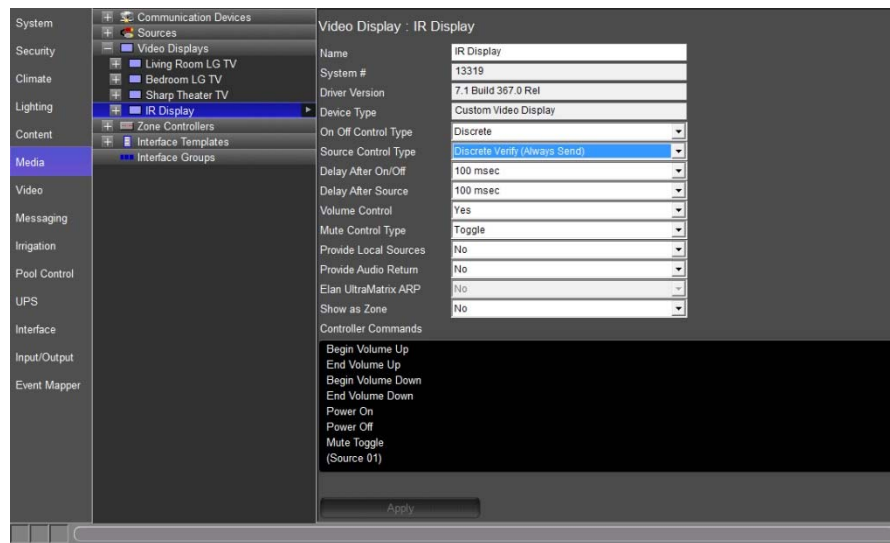 System
Security
Climate
Lighting
Content
Media
Video
Messaging
Irrigation
Pool Control
UPS
Interface
Input/Output
Event Mapper
Communication Devices
Sources
Video Displays
Living Room LG TV
Bedroom LG TV
Sharp Theater TV
IR Display
Zone Controllers
Interface Templates
Interface Groups
Video Display : IR Display
Name IR Display
System # 13319
Driver Version 7.1 Build 367.0 Rel
Device Type Custom Video Display
On Off Control Type Discrete
Source Control Type Discrete Verify (Always Send)
Delay After On/Off 100 msec
Delay After Source 100 msec
Volume Control Yes
Mute Control Type Toggle
Provide Local Sources No
Provide Audio Return No
Elan UltraMatrix ARP No
Show as Zone No
Controller Commands
Begin Volume Up
End Volume Up
Begin Volume Down
End Volume Down
Power On
Power Off
Mute Toggle
(Source 01)
Apply